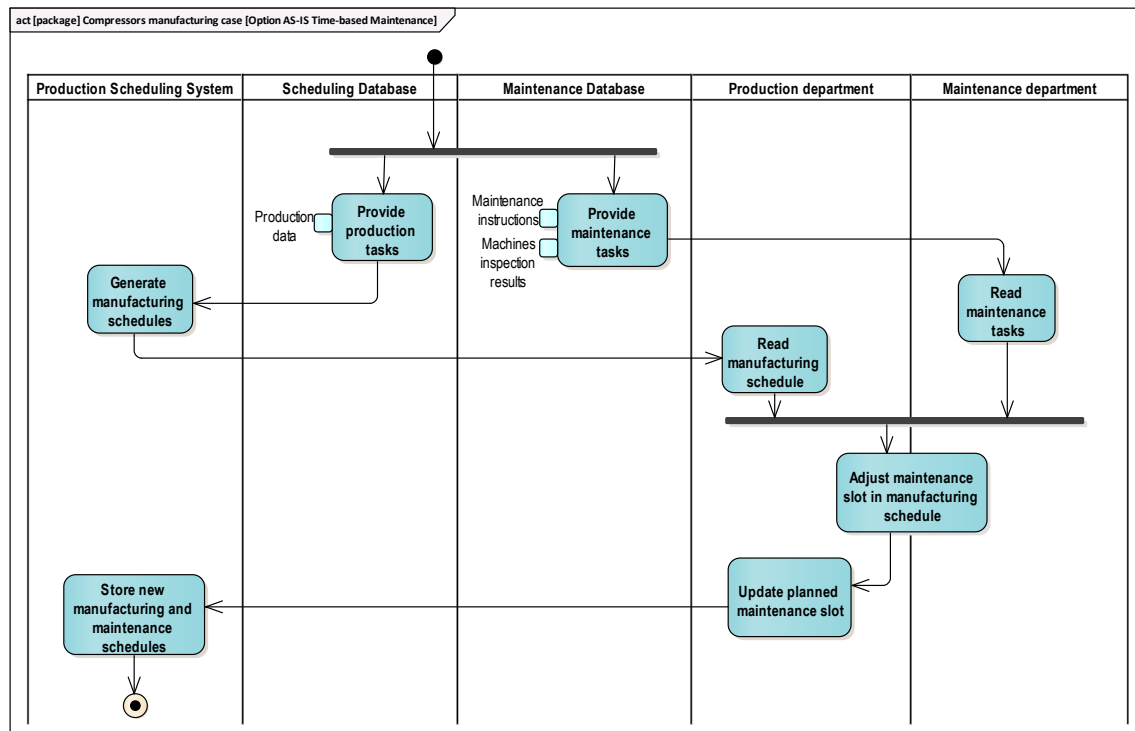 act [package] Compressors manufacturing case [Option AS-IS Time-based Maintenance]
Production Scheduling System
Scheduling Database
Maintenance Database
Production department
Maintenance department
Production
data
Provide
production
tasks
Maintenance
instructions
Machines
inspection
results
Provide
maintenance
tasks
Generate
manufacturing
schedules
Read
maintenance
tasks
Read
manufacturing
schedule
Adjust maintenance
slot in manufacturing
schedule
Store new
manufacturing and
maintenance
schedules
Update planned
maintenance slot